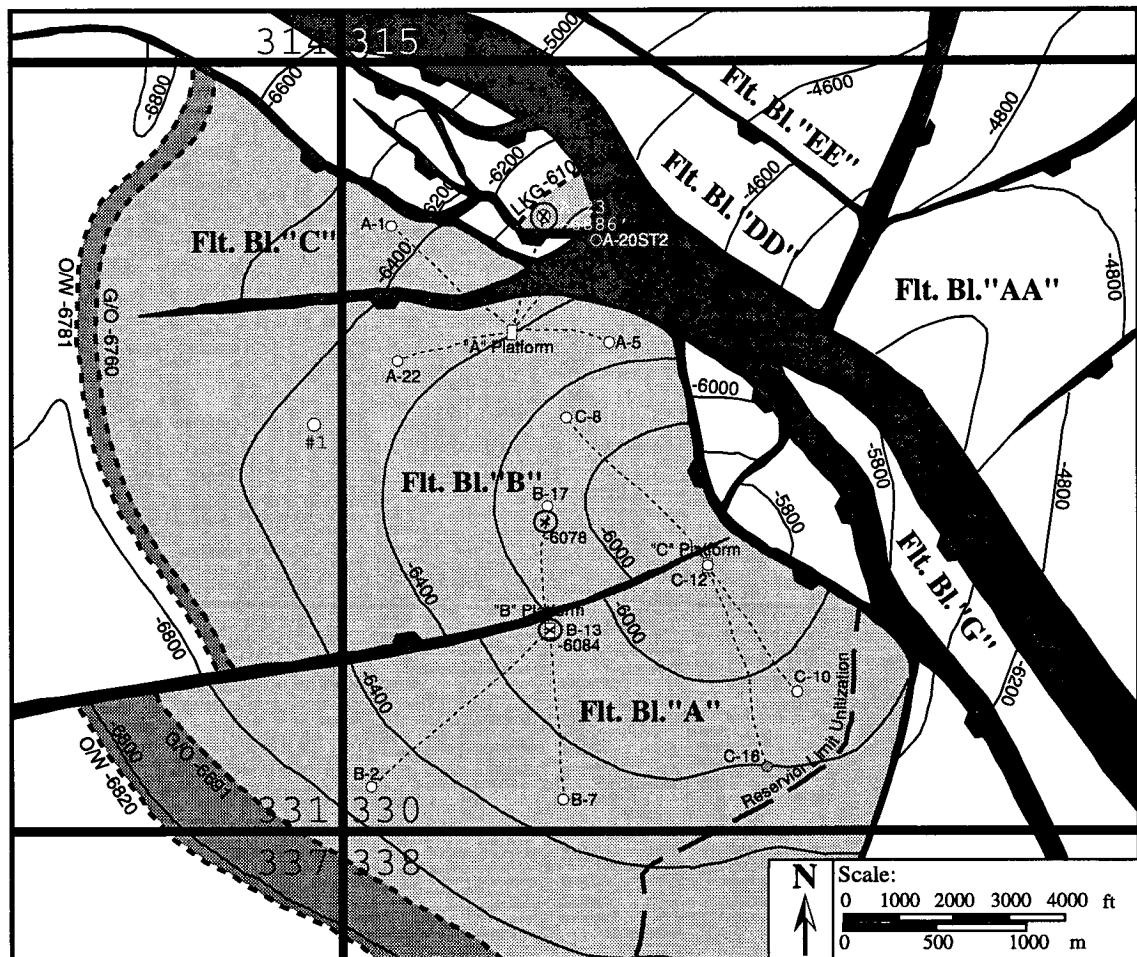 314 315
-5000
-6800
-6600
-4600
-4800
Flt. Bl."EE"
-6200
-6200
LKG -610
Flt. Bl."DD"
-4600
A-1
A-20ST2
Flt. Bl."C"
-6400
-4800
O/W -6781
G/O -6760
Flt. Bl."AA"
"A" Platform
A-5
A-22
-6000
C-8
#1
-5800
-4800
Flt. Bl."B"
B-17
-6078
-5800
-6000
"C" Platform
C-12
Flt. Bl."G"
-6400
"B" Platform
B-13
-6084
-6000
-6800
-6400
C-10
-6200
Flt. Bl."A"
Reservoir Limit Unitization
C-16
-6800
G/O -6691
O/W -6820
B-2
B-7
331 330
337 338
N
Scale:
0 1000 2000 3000 4000 ft
0 500 1000 m